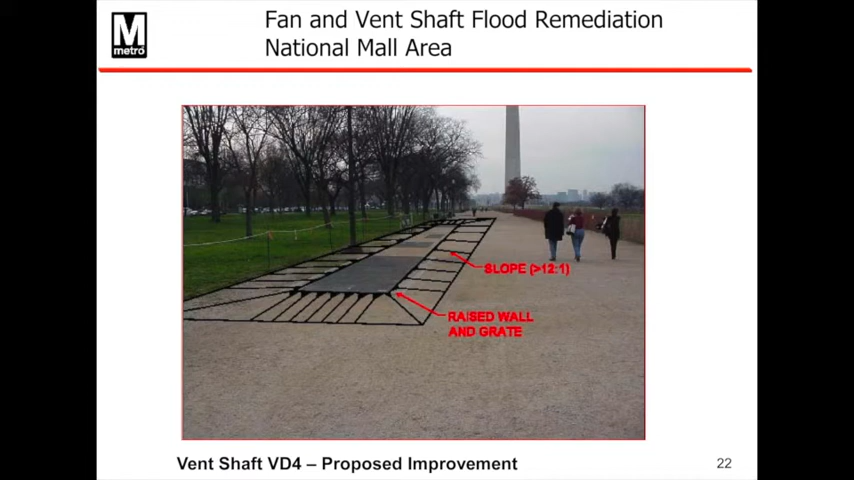 M
metro
Fan and Vent Shaft Flood Remediation
National Mall Area
SLOPE (>12:1)
RAISED WALL
AND GRATE
Vent Shaft VD4 – Proposed Improvement
22